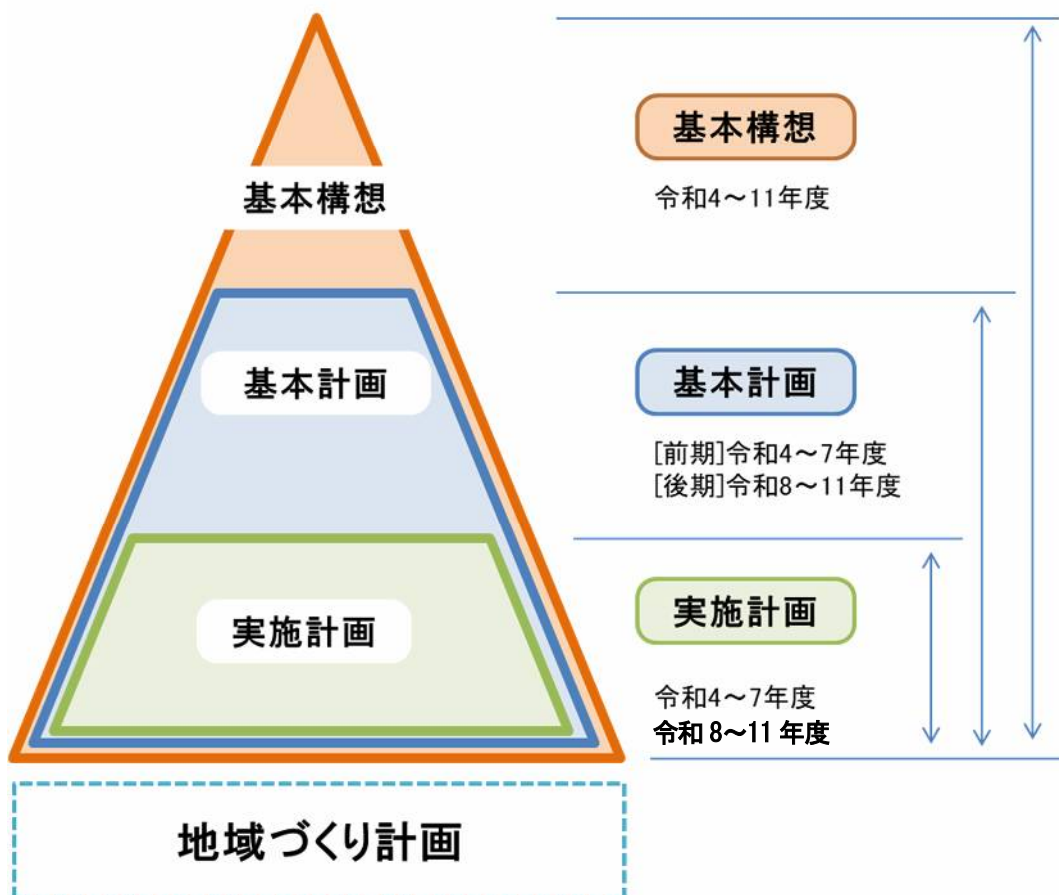 基本構想
基本計画
実施計画
地域づくり計画
基本構想
令和4～11年度
基本計画
[前期]令和4～7年度
[後期]令和8～11年度
実施計画
令和4～7年度
令和8～11年度